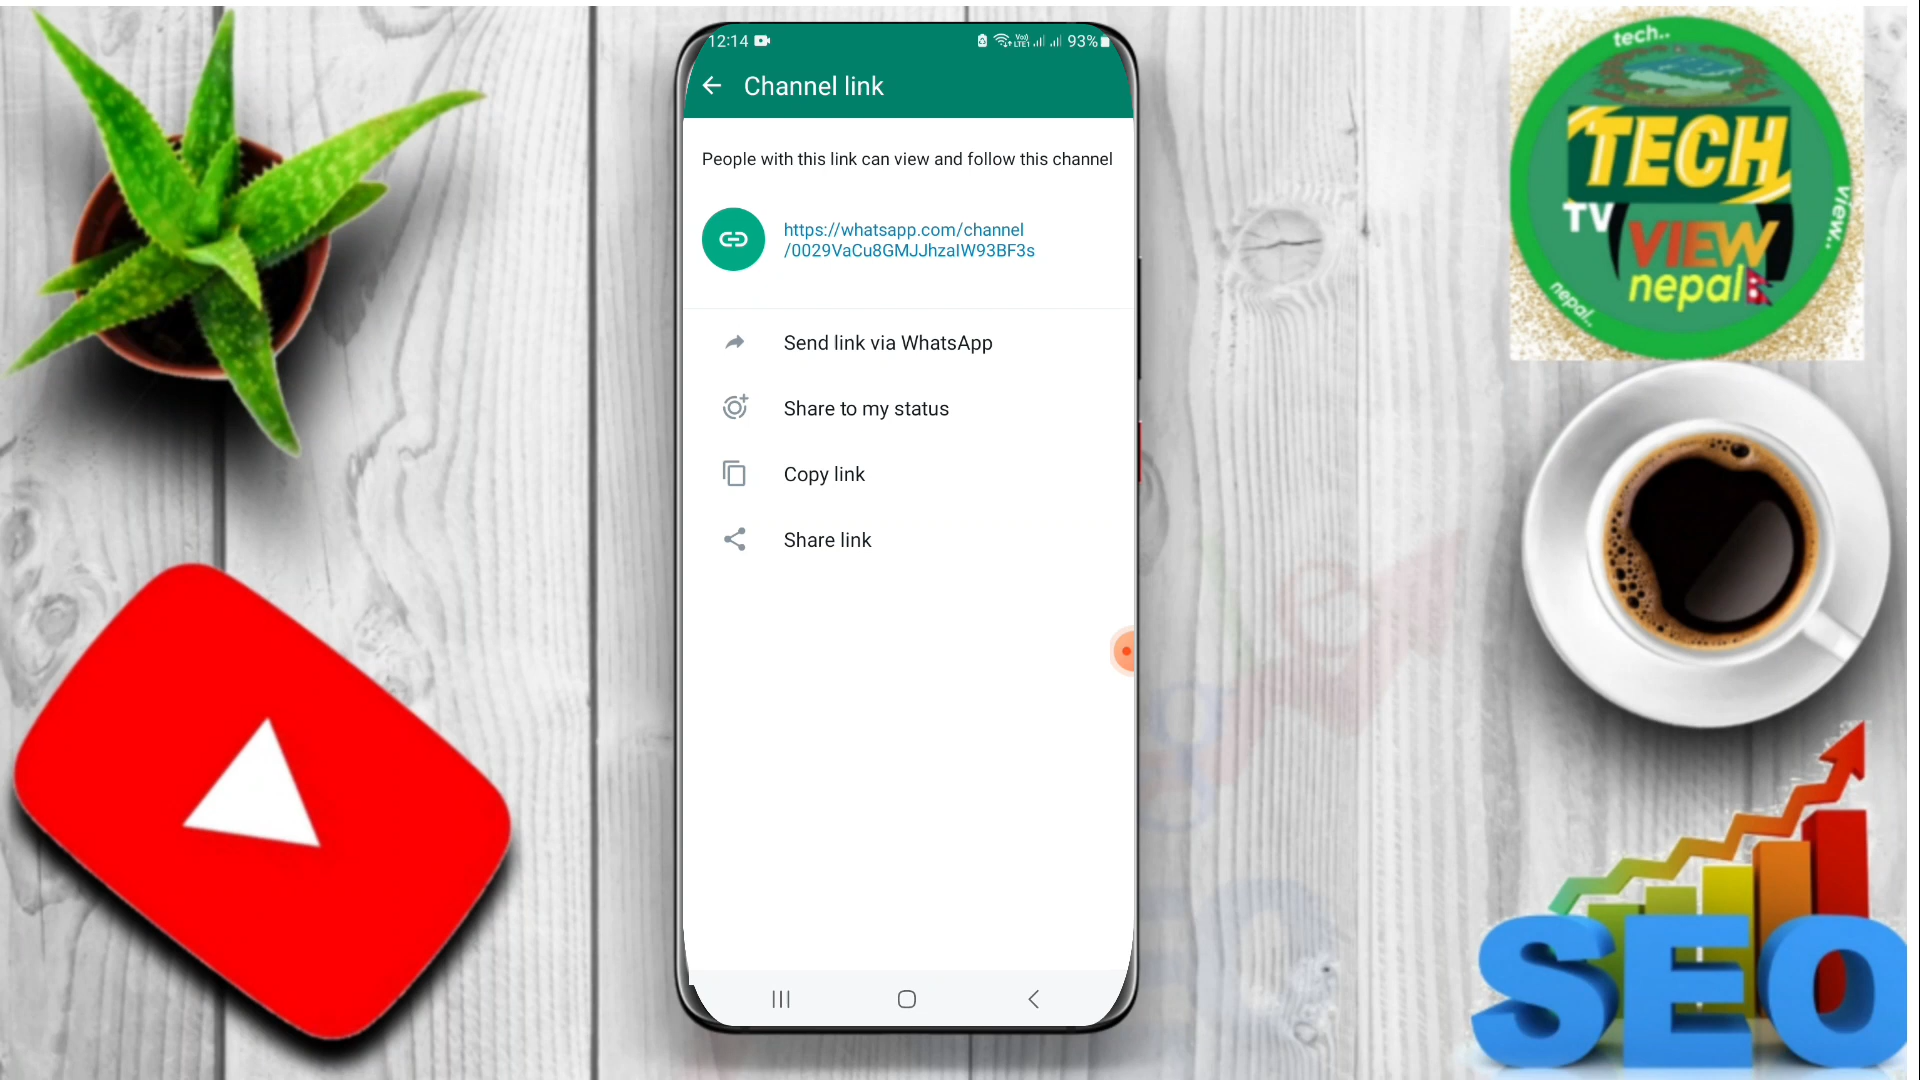 12:14
93%
Channel link
People with this link can view and follow this channel
https://whatsapp.com/channel
/0029VaCu8GMJJhzaIW93BF3s
Send link via WhatsApp
Share to my status
Copy link
Share link
tech..
TECH
TV
VIEW
nepal
view..
nepal..
SEO